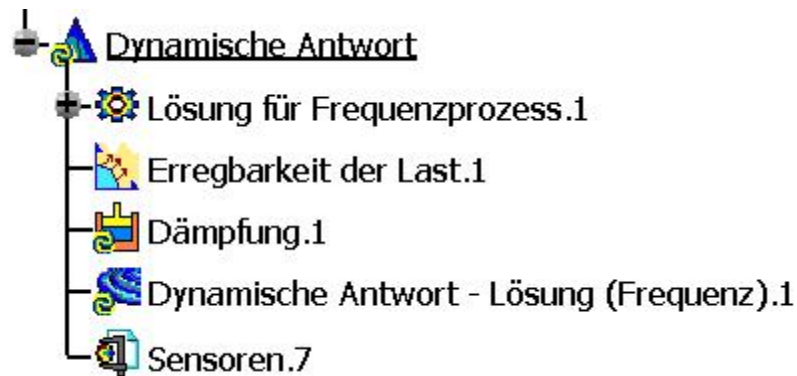 Dynamische Antwort
Lösung für Frequenzprozess.1
Erregbarkeit der Last.1
Dämpfung.1
Dynamische Antwort - Lösung (Frequenz).1
Sensoren.7